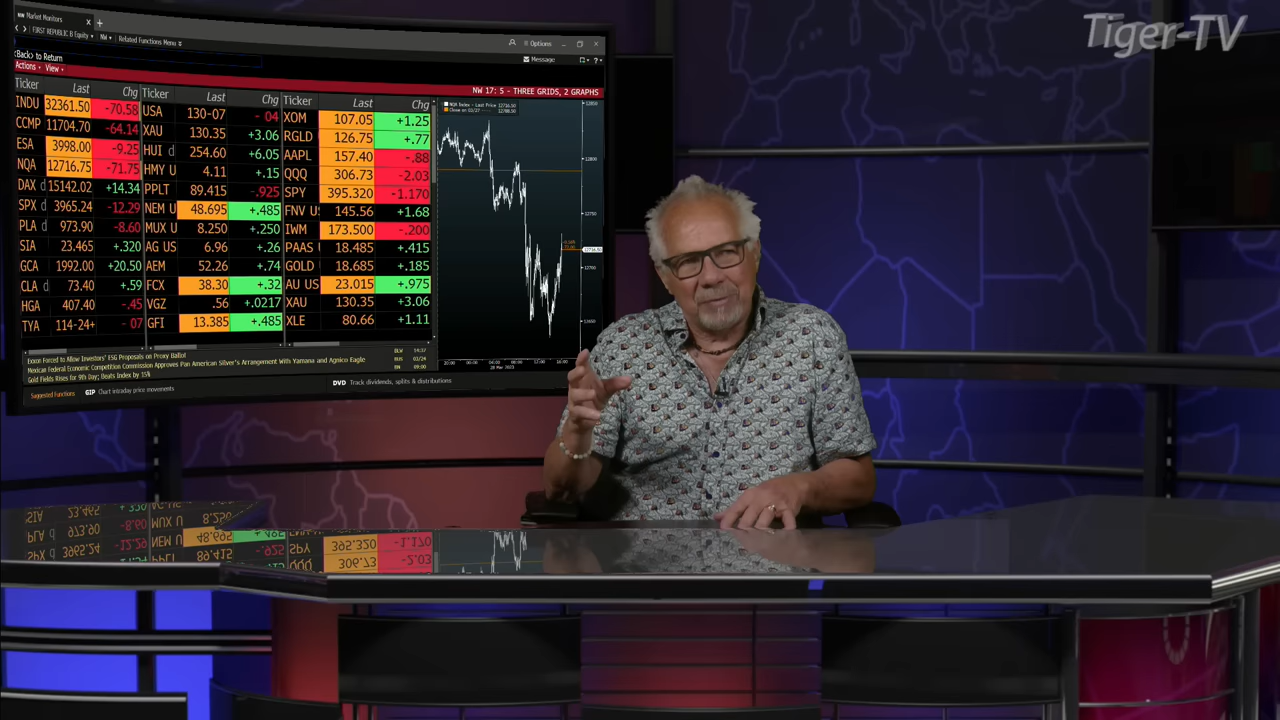 Tiger-TV
NW Market Monitors
FIRST REPUBLIC B Equity NW Related Functions Menu
Options
Message:
<Back> to Return
Actions View
NW 17: 5 - THREE GRIDS, 2 GRAPHS
Ticker Last Chg Ticker Last Chg Ticker Last Chg
INDU 32361.50 -70.58 USA 130-07 - 04 XOM 107.05 +1.25
CCMP 11704.70 -64.14 XAU 130.35 +3.06 RGLD 126.75 +.77
ESA 3998.00 -9.25 HUI d 254.60 +6.05 AAPL 157.40 -.88
NQA 12716.75 -71.75 HMY U 4.11 +.15 QQQ 306.73 -2.03
DAX d 15142.02 +14.34 PPLT 89.415 -.925 SPY 395.320 -1.170
SPX d 3965.24 -12.29 NEM U 48.695 +.485 FNV U 145.56 +1.68
PLA d 973.90 -8.60 MUX U 8.250 +.250 IWM 173.500 -.200
SIA 23.465 +.320 AG US 6.96 +.26 PAAS 18.485 +.415
GCA 1992.00 +20.50 AEM 52.26 +.74 GOLD 18.685 +.185
CLA d 73.40 +.59 FCX 38.30 +.32 AU US 23.015 +.975
HGA 407.40 -.45 VGZ .56 +.0217 XAU 130.35 +3.06
TYA 114-24+ - 07 GFI 13.385 +.485 XLE 80.66 +1.11
Exxon Forced to Allow Investors' ESG Proposals on Proxy Ballot
Mexican Federal Economic Competition Commission Approves Pan American Silver's Arrangement With Yamana and Agnico Eagle
Gold Fields Rises for 9th Day; Beats Index by 15%
Suggested Functions GIP Chart intraday price movements DVD Track dividends, splits & distributions